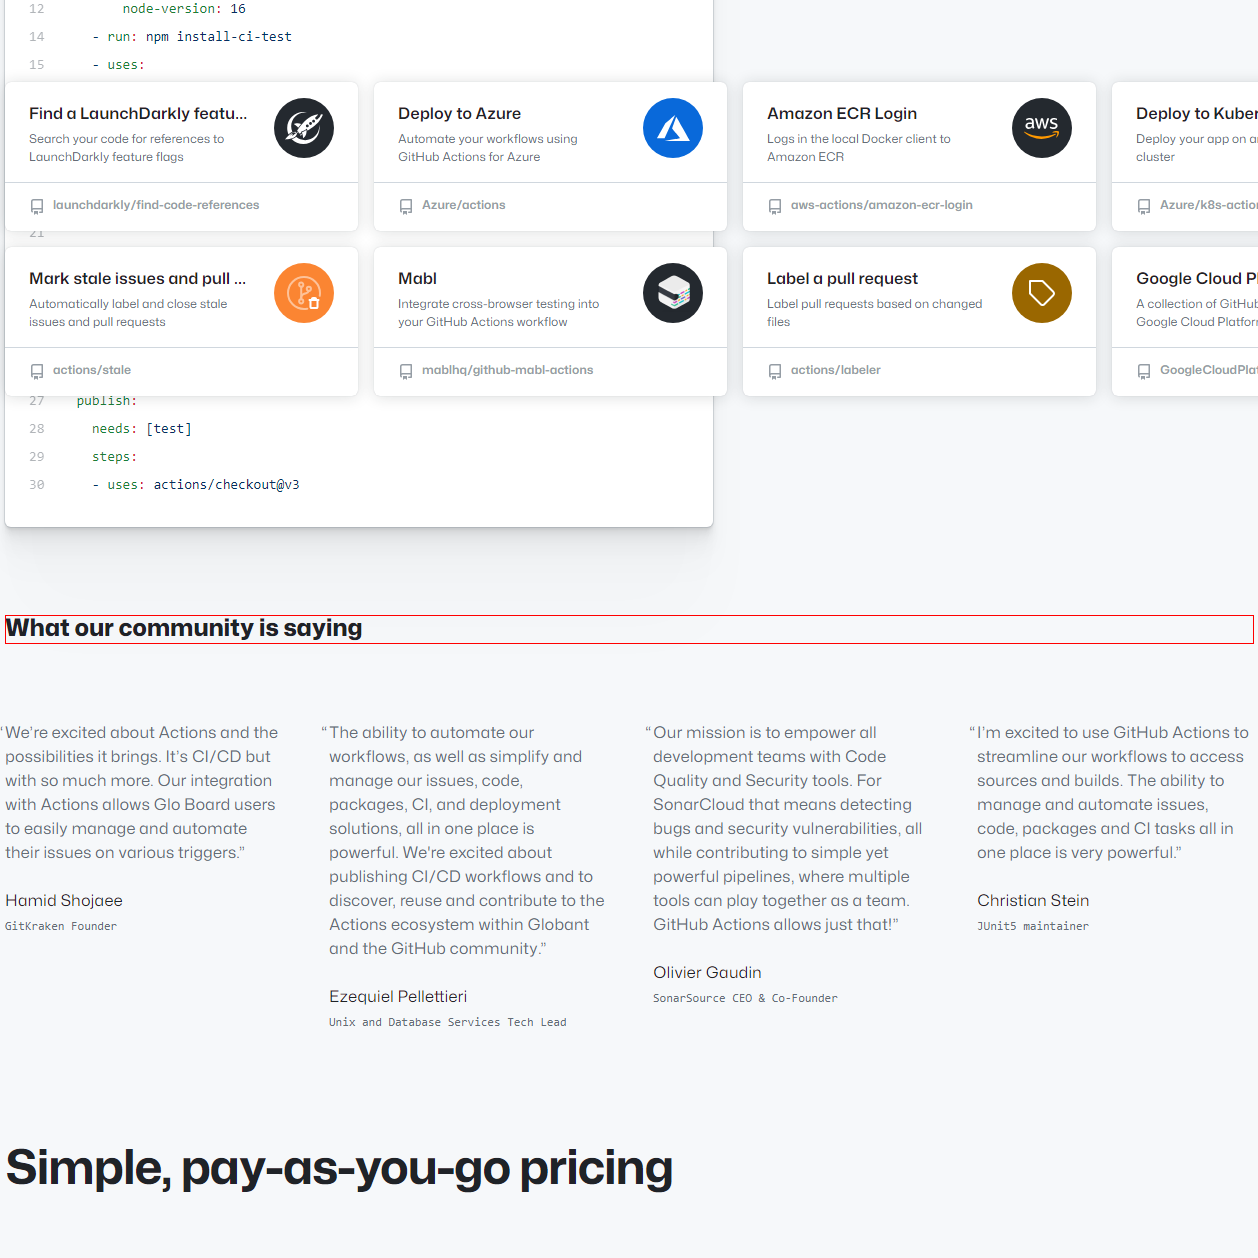 12 node-version: 16
14 - run: npm install-ci-test
15 - uses:
Find a LaunchDarkly featu...
Search your code for references to
LaunchDarkly feature flags
launchdarkly/find-code-references
Deploy to Azure
Automate your workflows using
GitHub Actions for Azure
Azure/actions
Amazon ECR Login
Logs in the local Docker client to
Amazon ECR
aws
aws-actions/amazon-ecr-login
Deploy to Kuber
Deploy your app on a
cluster
Azure/k8s-actio
21
Mark stale issues and pull ...
Automatically label and close stale
issues and pull requests
actions/stale
Mabl
Integrate cross-browser testing into
your GitHub Actions workflow
mablhq/github-mabl-actions
Label a pull request
Label pull requests based on changed
files
actions/labeler
Google Cloud Pl
A collection of GitHub
Google Cloud Platfor
GoogleCloudPlat
27 publish:
28 needs: [test]
29 steps:
30 - uses: actions/checkout@v3
What our community is saying
“We’re excited about Actions and the
possibilities it brings. It’s CI/CD but
with so much more. Our integration
with Actions allows Glo Board users
to easily manage and automate
their issues on various triggers.”
Hamid Shojaee
GitKraken Founder
“The ability to automate our
workflows, as well as simplify and
manage our issues, code,
packages, CI, and deployment
solutions, all in one place is
powerful. We're excited about
publishing CI/CD workflows and to
discover, reuse and contribute to the
Actions ecosystem within Globant
and the GitHub community.”
Ezequiel Pellettieri
Unix and Database Services Tech Lead
“Our mission is to empower all
development teams with Code
Quality and Security tools. For
SonarCloud that means detecting
bugs and security vulnerabilities, all
while contributing to simple yet
powerful pipelines, where multiple
tools can play together as a team.
GitHub Actions allows just that!”
Olivier Gaudin
SonarSource CEO & Co-Founder
“I’m excited to use GitHub Actions to
streamline our workflows to access
sources and builds. The ability to
manage and automate issues,
code, packages and CI tasks all in
one place is very powerful.”
Christian Stein
JUnit5 maintainer
Simple, pay-as-you-go pricing